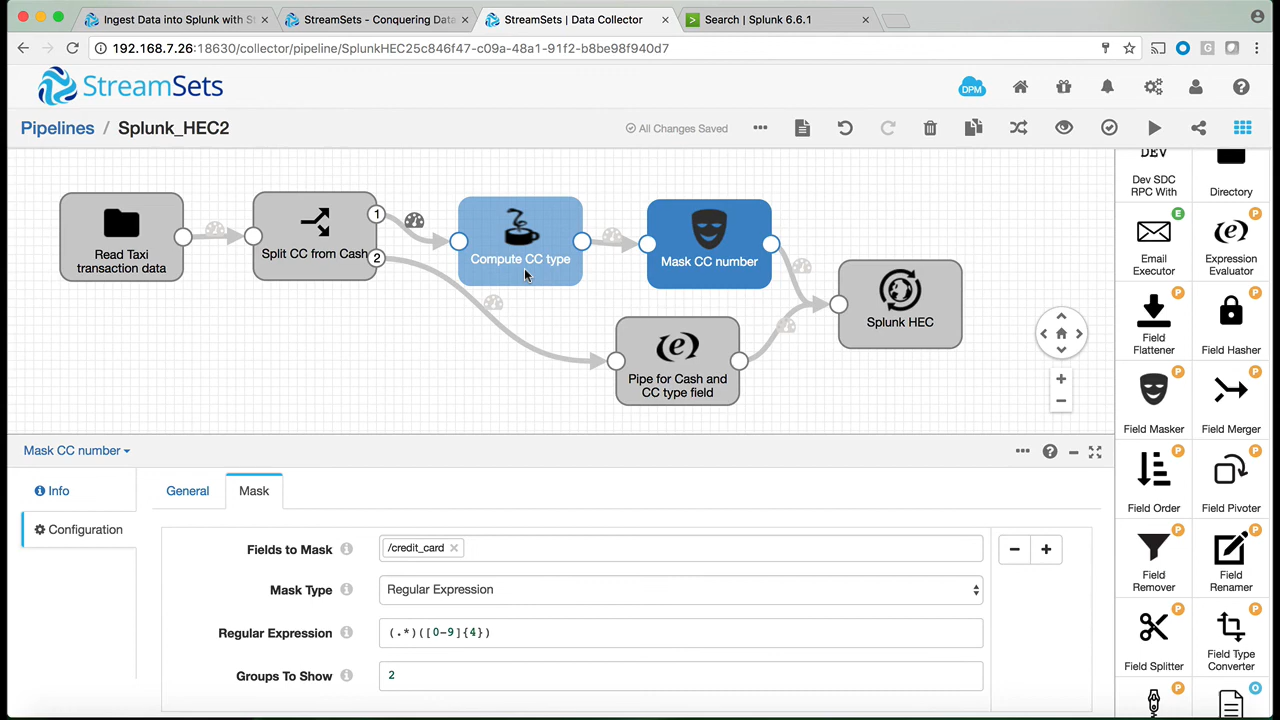 Ingest Data into Splunk with St
StreamSets - Conquering Data
StreamSets | Data Collector
Search | Splunk 6.6.1
192.168.7.26:18630/collector/pipeline/SplunkHEC25c846f47-c09a-48a1-91f2-b8be98f940d7
StreamSets
DPM
Pipelines / Splunk_HEC2
All Changes Saved
Read Taxi
transaction data
Split CC from Cash
1
2
Compute CC type
Mask CC number
Pipe for Cash and
CC type field
Splunk HEC
DEV
Dev SDC
RPC With
Directory
E
Email
Executor
P
Expression
Evaluator
P
Field
Flattener
P
Field Hasher
P
Field Masker
P
Field Merger
P
Field Order
P
Field Pivoter
P
Field
Remover
P
Field
Renamer
P
Field Splitter
P
Field Type
Converter
P
O
Mask CC number
Info
Configuration
General
Mask
Fields to Mask
/credit_card
Mask Type
Regular Expression
Regular Expression
(.*)([0-9]{4})
Groups To Show
2